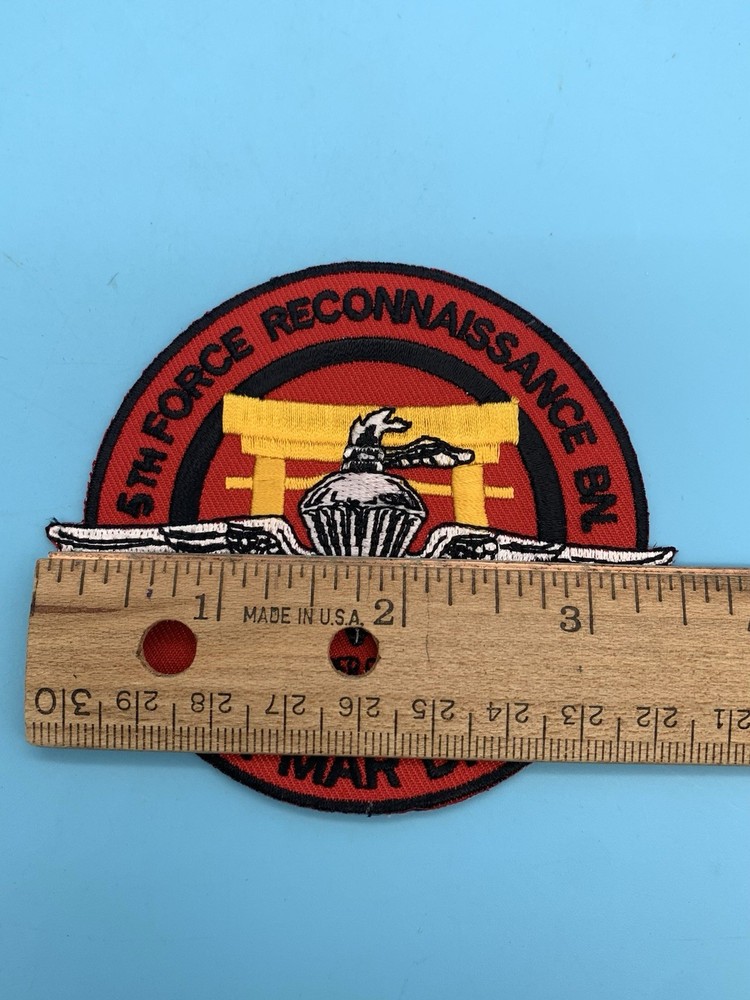 5TH FORCE RECONNAISSANCE BN.
1 2 3
MADE IN U.S.A.
30 29 28 27 26 25 24 23 22 21
MAR